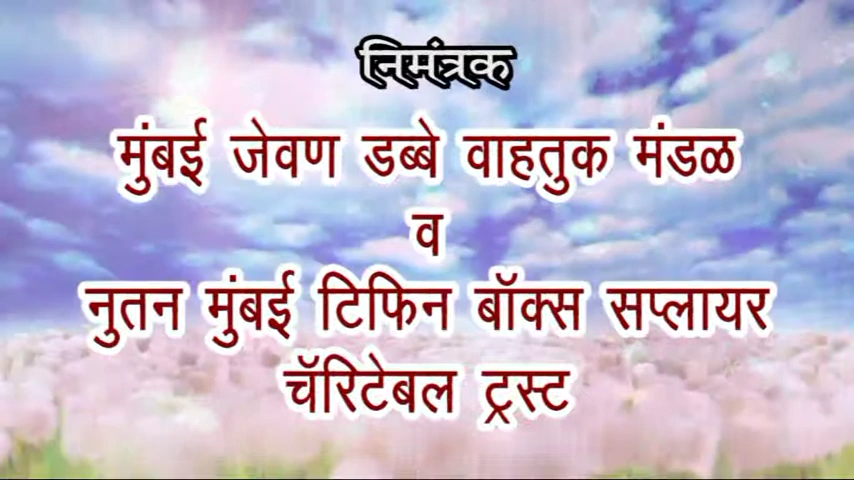 निमंत्रक
मुंबई जेवण डब्बे वाहतुक मंडळ
व
नुतन मुंबई टिफिन बॉक्स सप्लायर
चॅरिटेबल ट्रस्ट